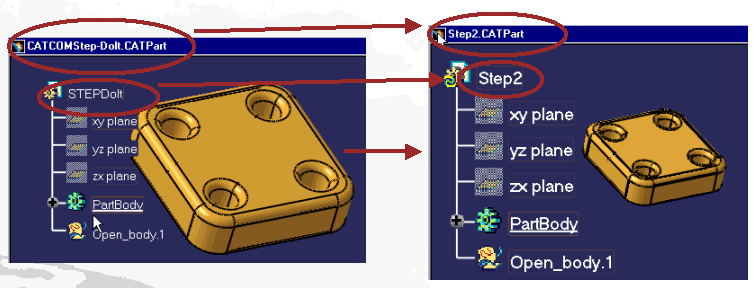 CATCOMStep-DoIt.CATPart
STEPDoIt
xy plane
yz plane
zx plane
PartBody
Open_body.1
Step2.CATPart
Step2
xy plane
yz plane
zx plane
PartBody
Open_body.1